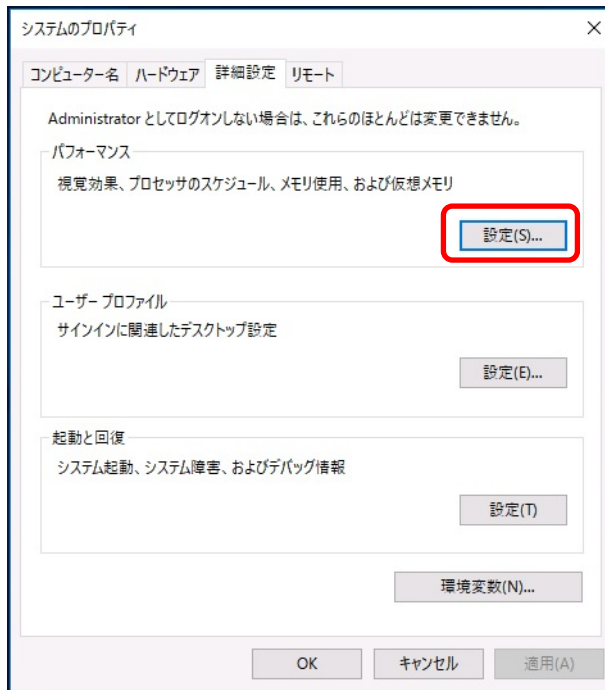 システムのプロパティ
コンピューター名 ハードウェア 詳細設定 リモート
Administrator としてログオンしない場合は、これらのほとんどは変更できません。
パフォーマンス
視覚効果、プロセッサのスケジュール、メモリ使用、および仮想メモリ
設定(S)...
ユーザー プロファイル
サインインに関連したデスクトップ設定
設定(E)...
起動と回復
システム起動、システム障害、およびデバッグ情報
設定(T)
環境変数(N)...
OK キャンセル 適用(A)